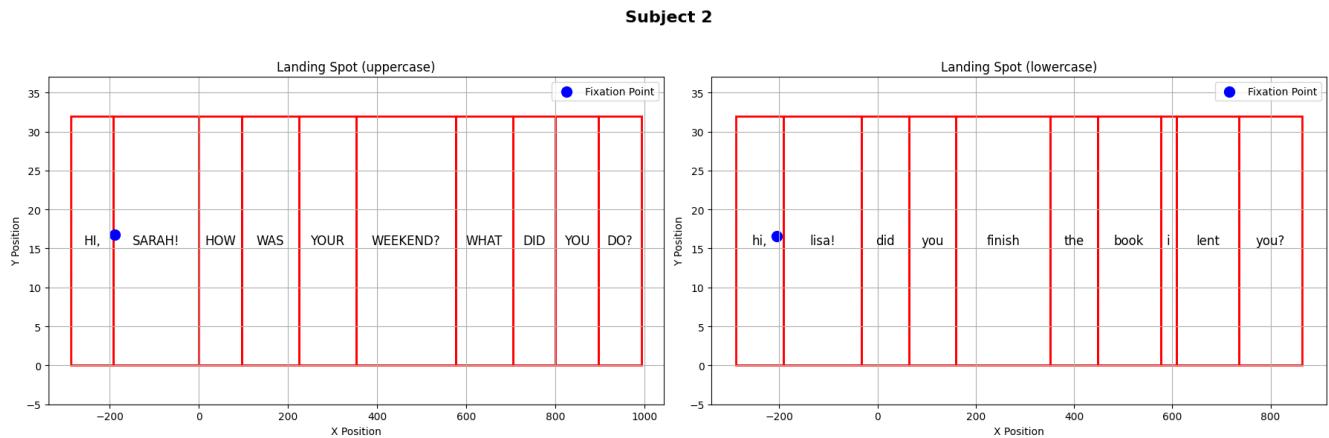 Subject 2
Landing Spot (uppercase)
Fixation Point
35
30
25
20
15
10
5
0
−5
Y Position
HI, SARAH! HOW WAS YOUR WEEKEND? WHAT DID YOU DO?
−200 0 200 400 600 800 1000
X Position
Landing Spot (lowercase)
Fixation Point
35
30
25
20
15
10
5
0
−5
Y Position
hi, lisa! did you finish the book i lent you?
−200 0 200 400 600 800
X Position